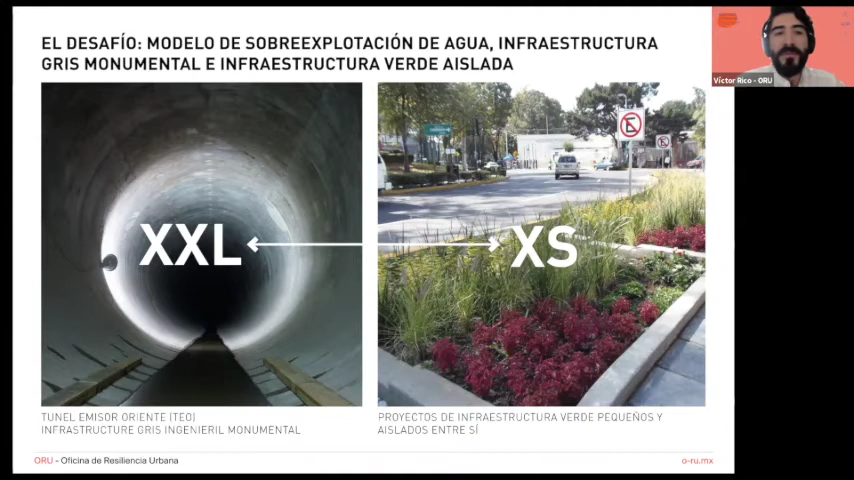 EL DESAFÍO: MODELO DE SOBREEXPLOTACIÓN DE AGUA, INFRAESTRUCTURA
GRIS MONUMENTAL E INFRAESTRUCTURA VERDE AISLADA
Víctor Rico - ORU
E
XXL
XS
TUNEL EMISOR ORIENTE (TEO)
INFRASTRUCTURE GRIS INGENIERIL MONUMENTAL
PROYECTOS DE INFRAESTRUCTURA VERDE PEQUEÑOS Y
AISLADOS ENTRE SÍ
ORU - Oficina de Resiliencia Urbana
o-ru.mx